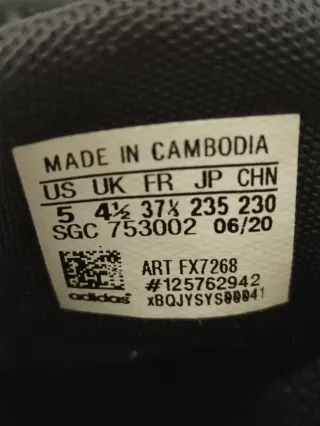 MADE IN CAMBODIA
US UK FR JP CHN
5 4½ 37⅓ 235 230
SGC 753002 06/20
ART FX7268
#125762942
adidas
xBQJYSYS00041